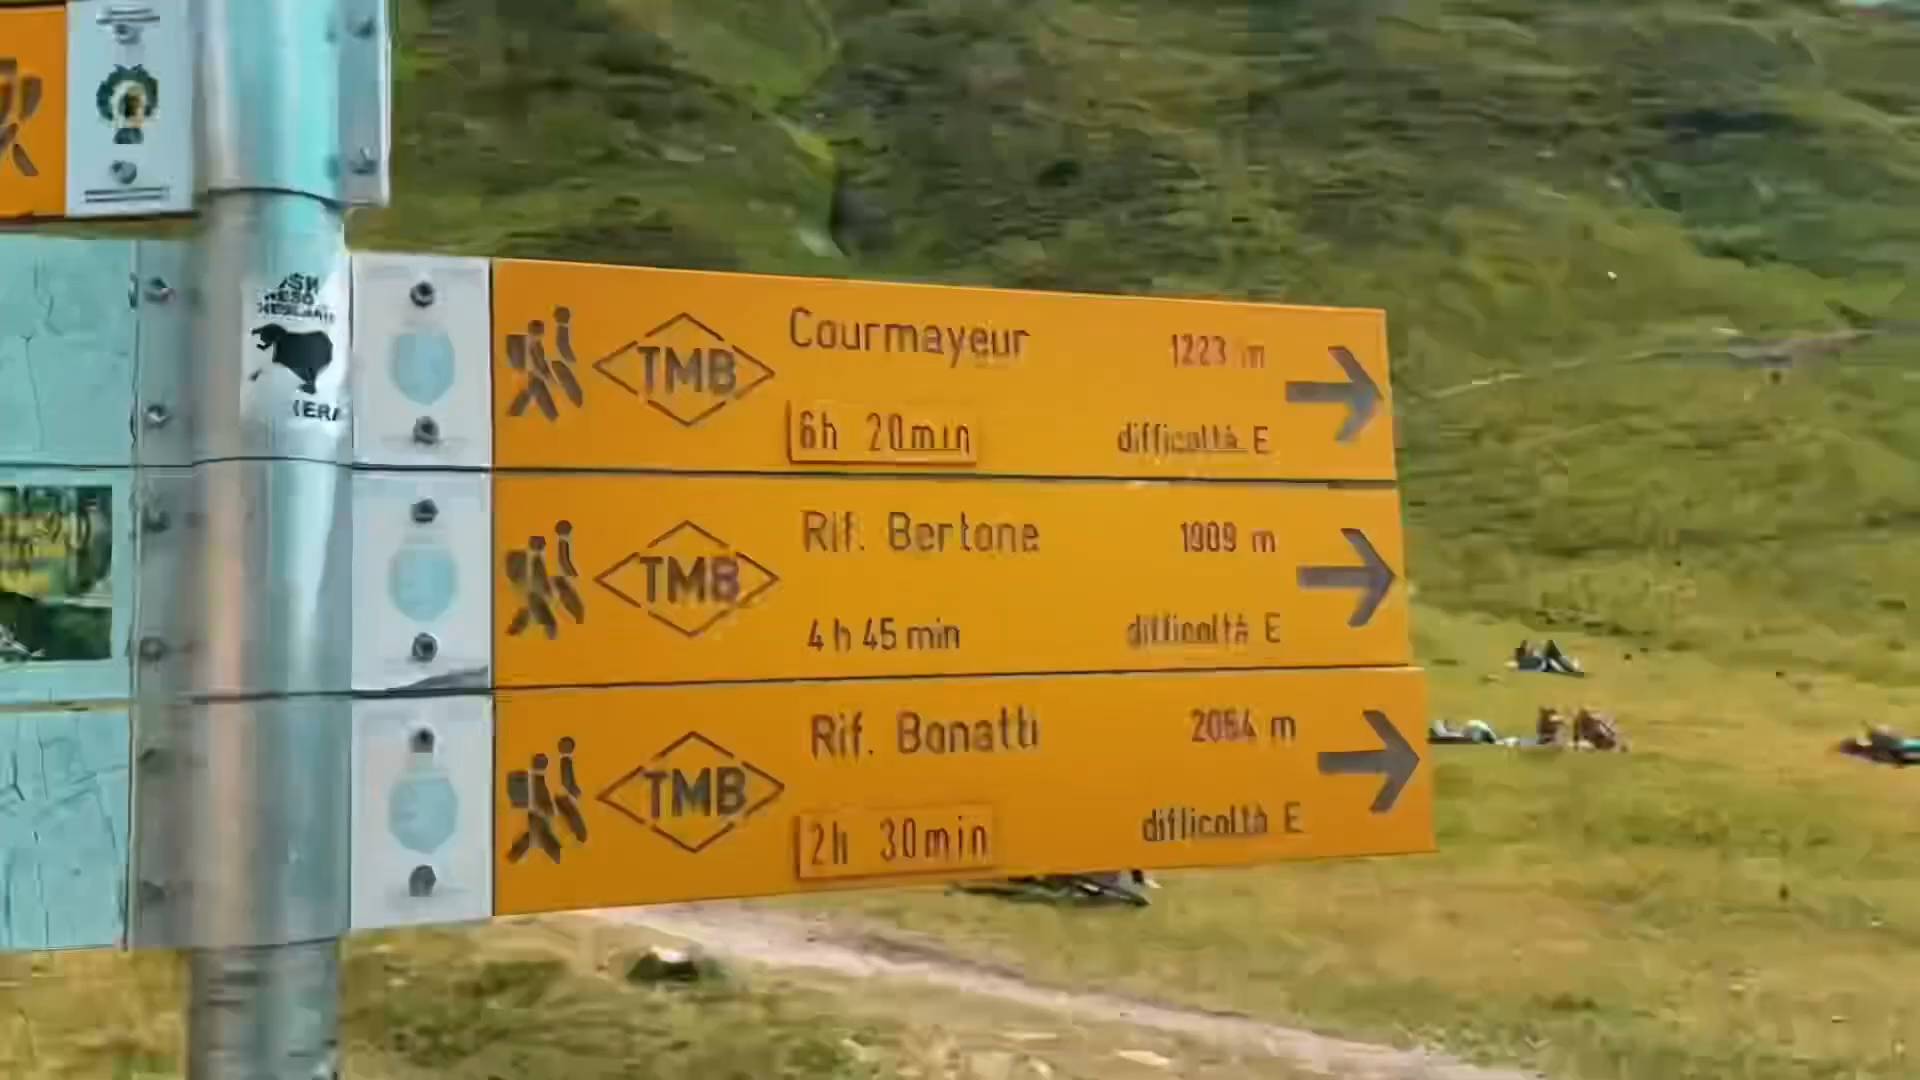 TMB
Courmayeur 1223 m
6h 20min difficoltà E
TMB
Rif. Bertone 1989 m
4 h 45 min difficoltà E
TMB
Rif. Bonatti 2054 m
2h 30min difficoltà E